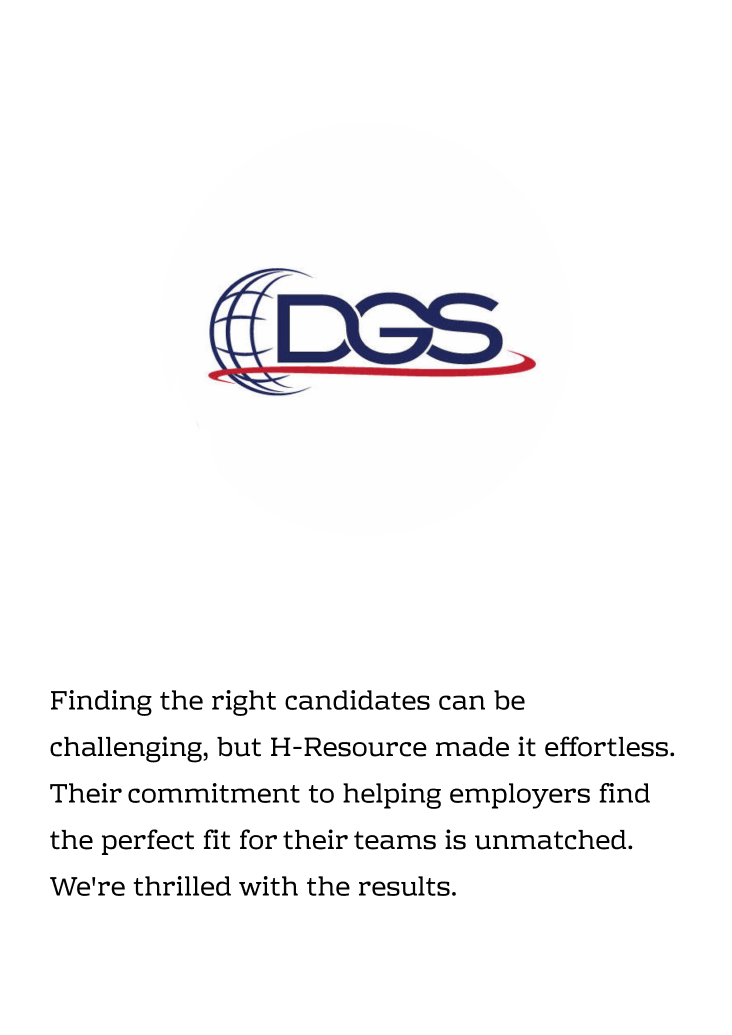 DGS
Finding the right candidates can be
challenging, but H-Resource made it effortless.
Their commitment to helping employers find
the perfect fit for their teams is unmatched.
We're thrilled with the results.